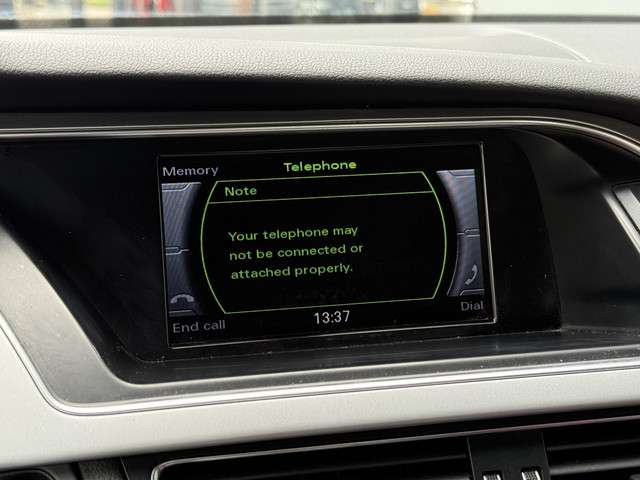 Memory
Telephone
Note
Your telephone may
not be connected or
attached properly.
End call
13:37
Dial